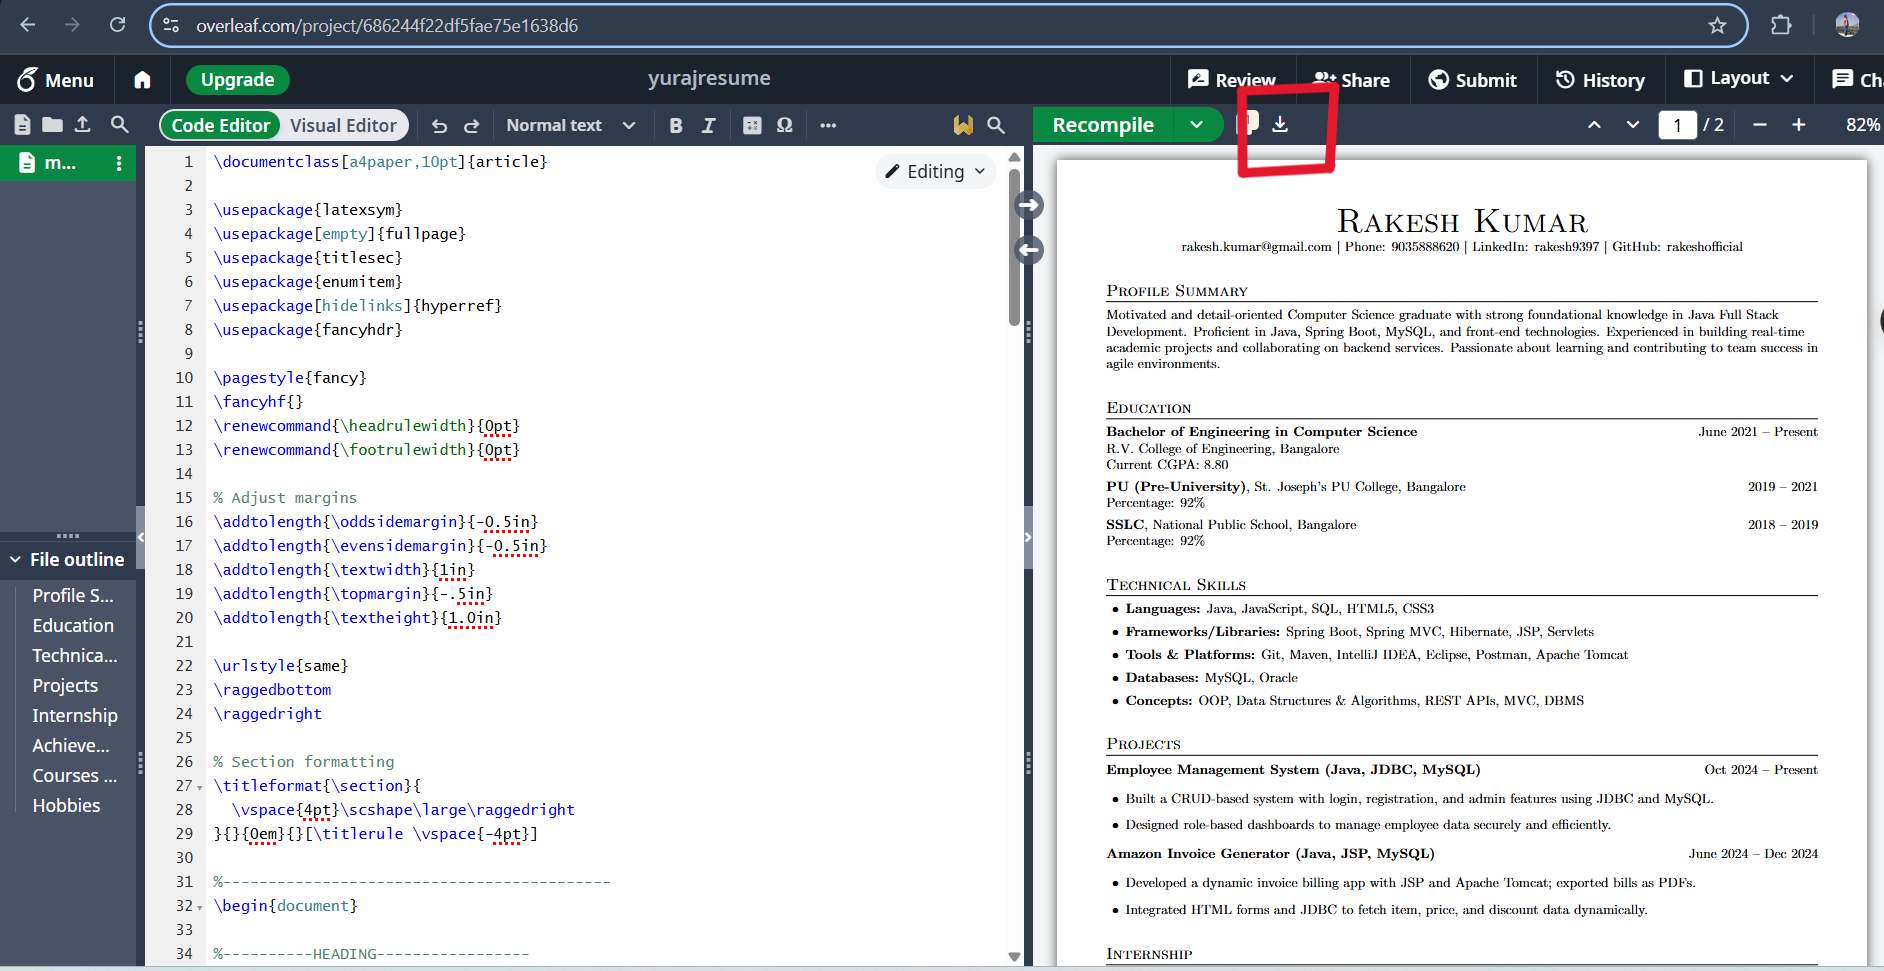 overleaf.com/project/686244f22df5fae75e1638d6
Menu
Upgrade
yurajresume
Review
Share
Submit
History
Layout
Code Editor
Visual Editor
Normal text
B I
Ω
Recompile
1 / 2
82%
m...
Editing
1 \documentclass[a4paper,10pt]{article}
2
3 \usepackage{latexsym}
4 \usepackage[empty]{fullpage}
5 \usepackage{titlesec}
6 \usepackage{enumitem}
7 \usepackage[hidelinks]{hyperref}
8 \usepackage{fancyhdr}
9
10 \pagestyle{fancy}
11 \fancyhf{}
12 \renewcommand{\headrulewidth}{0pt}
13 \renewcommand{\footrulewidth}{0pt}
14
15 % Adjust margins
16 \addtolength{\oddsidemargin}{-0.5in}
17 \addtolength{\evensidemargin}{-0.5in}
18 \addtolength{\textwidth}{1in}
19 \addtolength{\topmargin}{-.5in}
20 \addtolength{\textheight}{1.0in}
21
22 \urlstyle{same}
23 \raggedbottom
24 \raggedright
25
26 % Section formatting
27 \titleformat{\section}{
28 \vspace{4pt}\scshape\large\raggedright
29 }{}{0em}{}[\titlerule \vspace{-4pt}]
30
31 %-------------------------------------------
32 \begin{document}
33
34 %----------HEADING-----------------
File outline
Profile S...
Education
Technica...
Projects
Internship
Achieve...
Courses ...
Hobbies
Rakesh Kumar
rakesh.kumar@gmail.com | Phone: 9035888620 | LinkedIn: rakesh9397 | GitHub: rakeshofficial
Profile Summary
Motivated and detail-oriented Computer Science graduate with strong foundational knowledge in Java Full Stack
Development. Proficient in Java, Spring Boot, MySQL, and front-end technologies. Experienced in building real-time
academic projects and collaborating on backend services. Passionate about learning and contributing to team success in
agile environments.
Education
Bachelor of Engineering in Computer Science June 2021 – Present
R.V. College of Engineering, Bangalore
Current CGPA: 8.80
PU (Pre-University), St. Joseph's PU College, Bangalore 2019 – 2021
Percentage: 92%
SSLC, National Public School, Bangalore 2018 – 2019
Percentage: 92%
Technical Skills
• Languages: Java, JavaScript, SQL, HTML5, CSS3
• Frameworks/Libraries: Spring Boot, Spring MVC, Hibernate, JSP, Servlets
• Tools & Platforms: Git, Maven, IntelliJ IDEA, Eclipse, Postman, Apache Tomcat
• Databases: MySQL, Oracle
• Concepts: OOP, Data Structures & Algorithms, REST APIs, MVC, DBMS
Projects
Employee Management System (Java, JDBC, MySQL) Oct 2024 – Present
• Built a CRUD-based system with login, registration, and admin features using JDBC and MySQL.
• Designed role-based dashboards to manage employee data securely and efficiently.
Amazon Invoice Generator (Java, JSP, MySQL) June 2024 – Dec 2024
• Developed a dynamic invoice billing app with JSP and Apache Tomcat; exported bills as PDFs.
• Integrated HTML forms and JDBC to fetch item, price, and discount data dynamically.
Internship